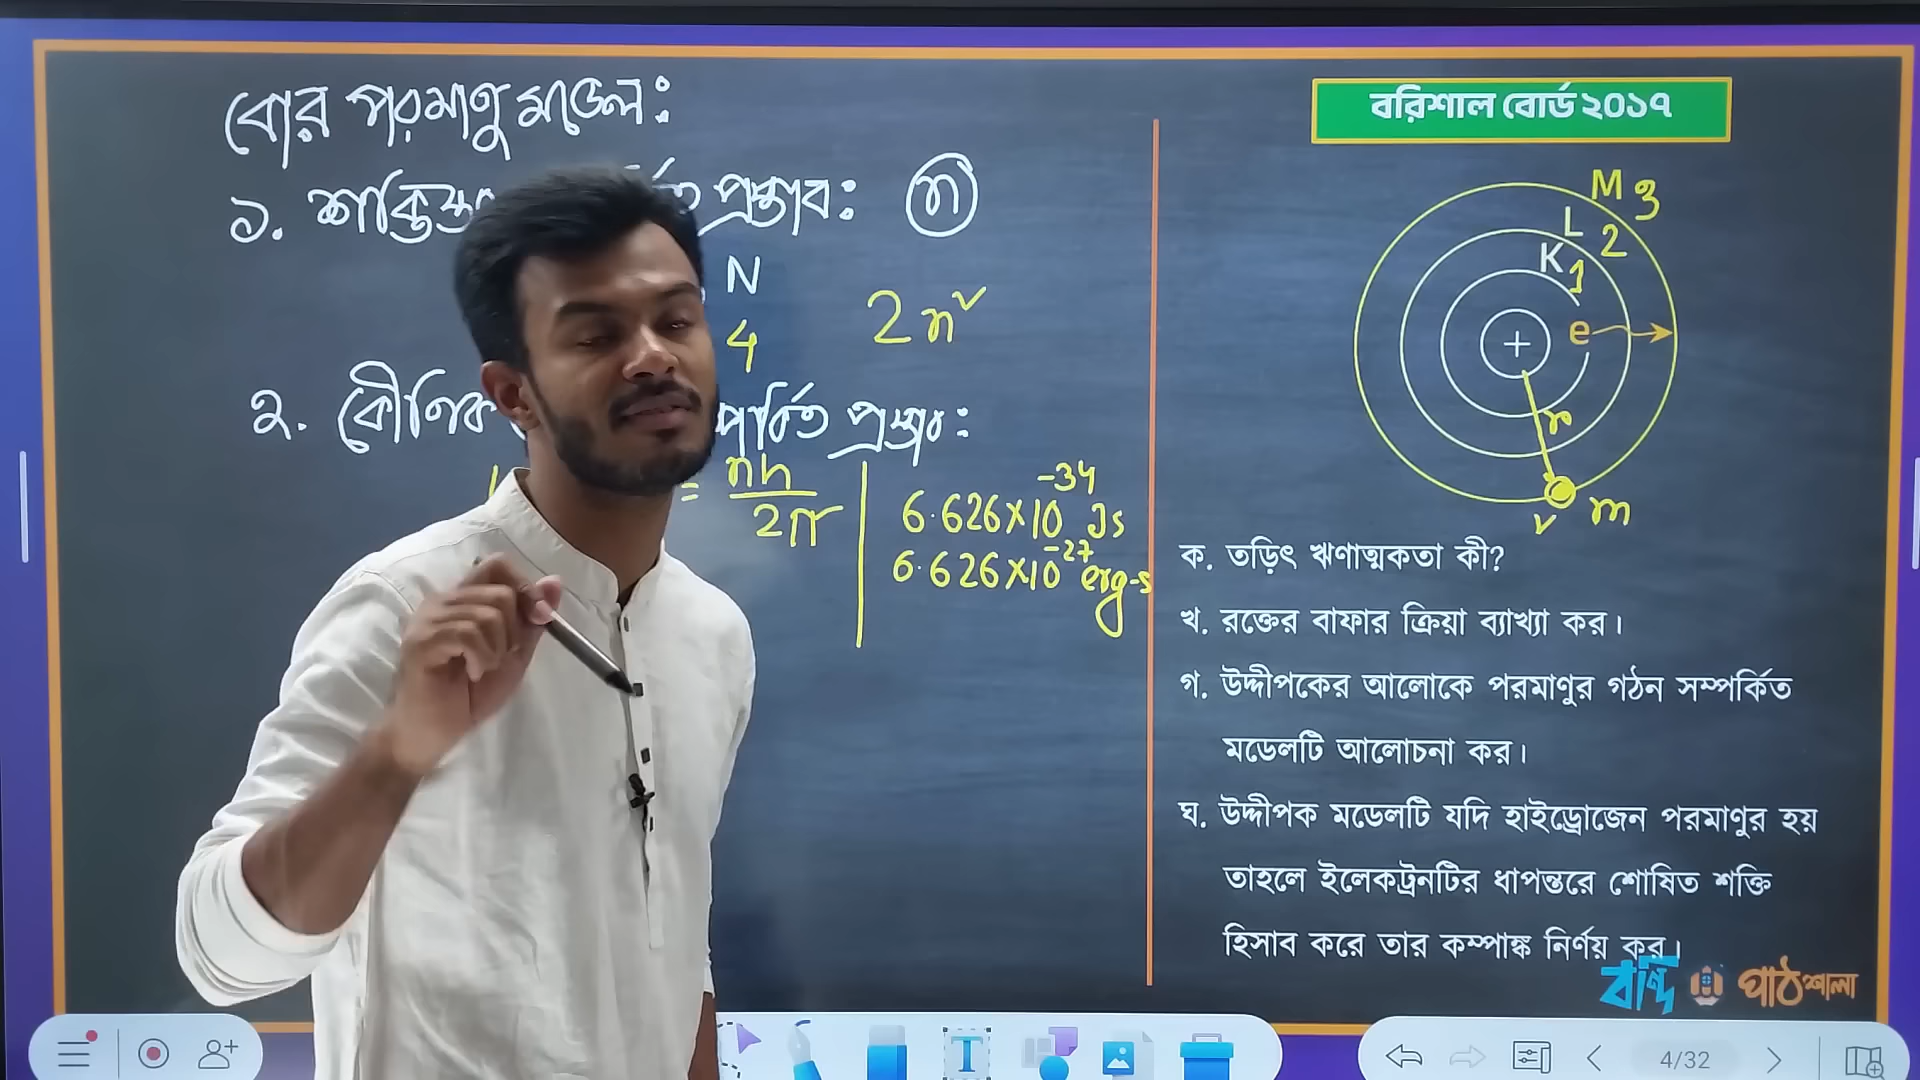 বোর পরমাণু মডেল:
১. শক্তিস্ত প্রস্তাব: n
N
4
2n²
২. কৌণিক সম্পর্কিত প্রস্তাব:
= nh/2π
6.626×10⁻³⁴ Js
6.626×10⁻²⁷ erg-s
বরিশাল বোর্ড ২০১৭
M 3
L 2
K 1
e
+
r
v m
ক. তড়িৎ ঋণাত্মকতা কী?
খ. রক্তের বাফার ক্রিয়া ব্যাখ্যা কর।
গ. উদ্দীপকের আলোকে পরমাণুর গঠন সম্পর্কিত
মডেলটি আলোচনা কর।
ঘ. উদ্দীপক মডেলটি যদি হাইড্রোজেন পরমাণুর হয়
তাহলে ইলেকট্রনটির ধাপন্তরে শোষিত শক্তি
হিসাব করে তার কম্পাঙ্ক নির্ণয় কর।
বন্দি পাঠশালা
T
4/32